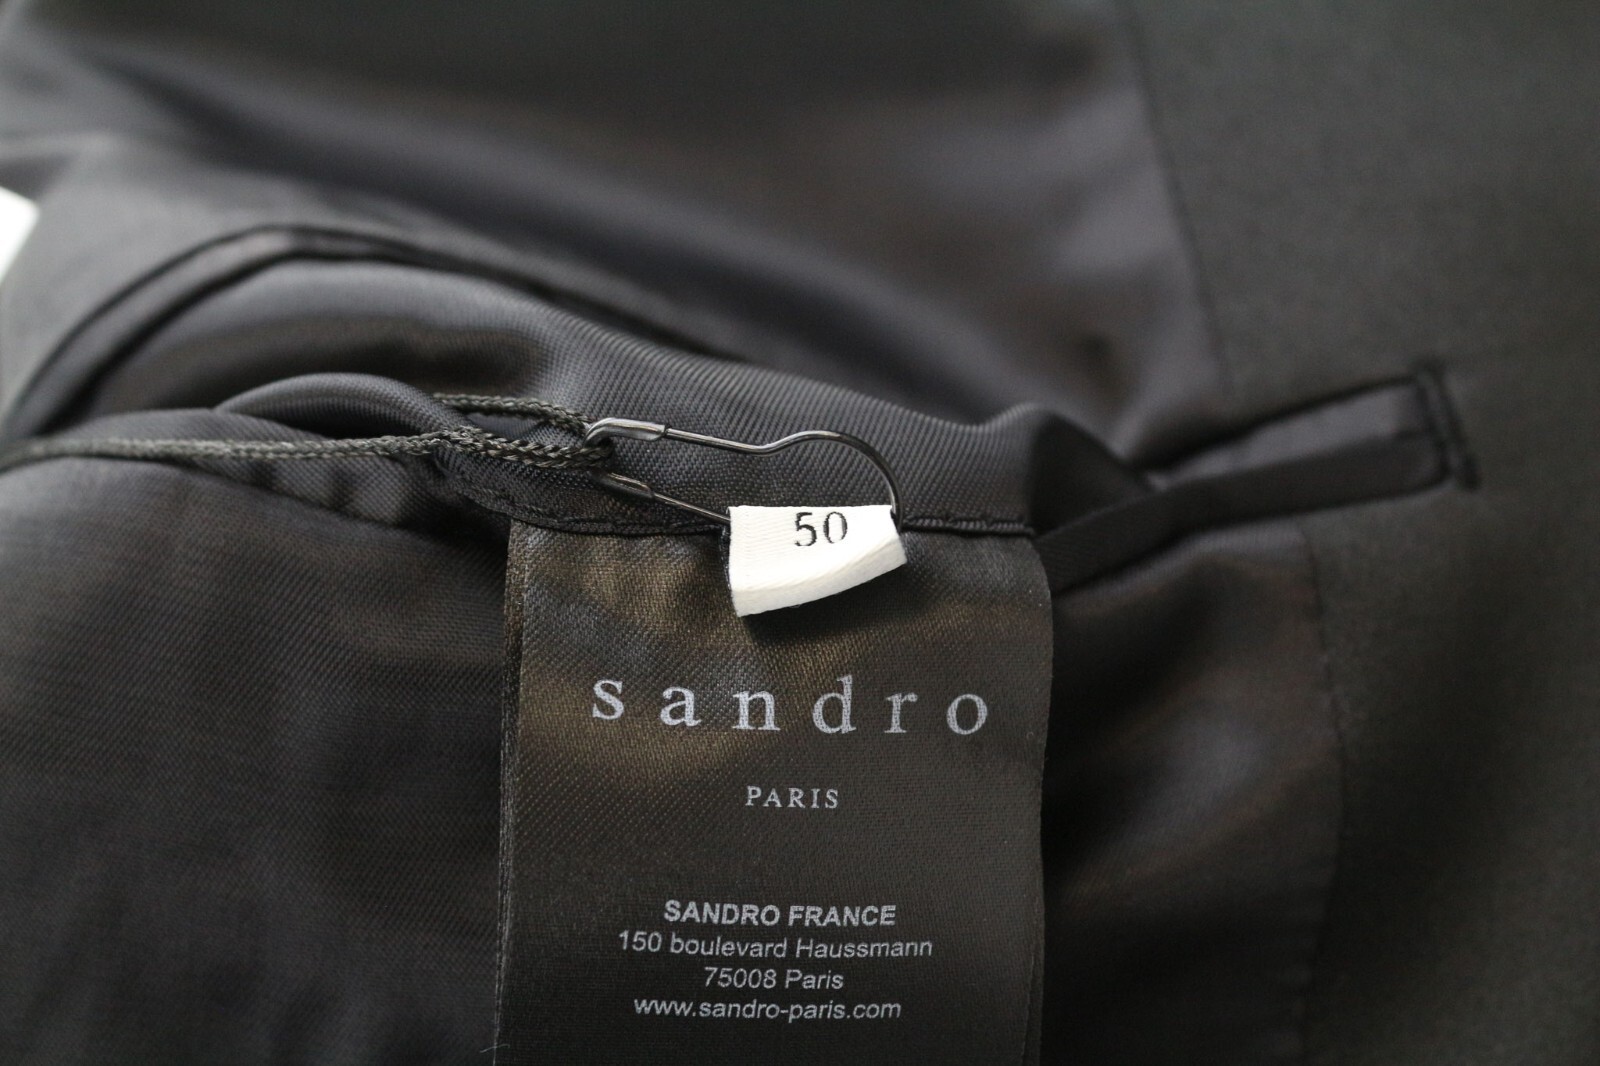 50
sandro
PARIS
SANDRO FRANCE
150 boulevard Haussmann
75008 Paris
www.sandro-paris.com